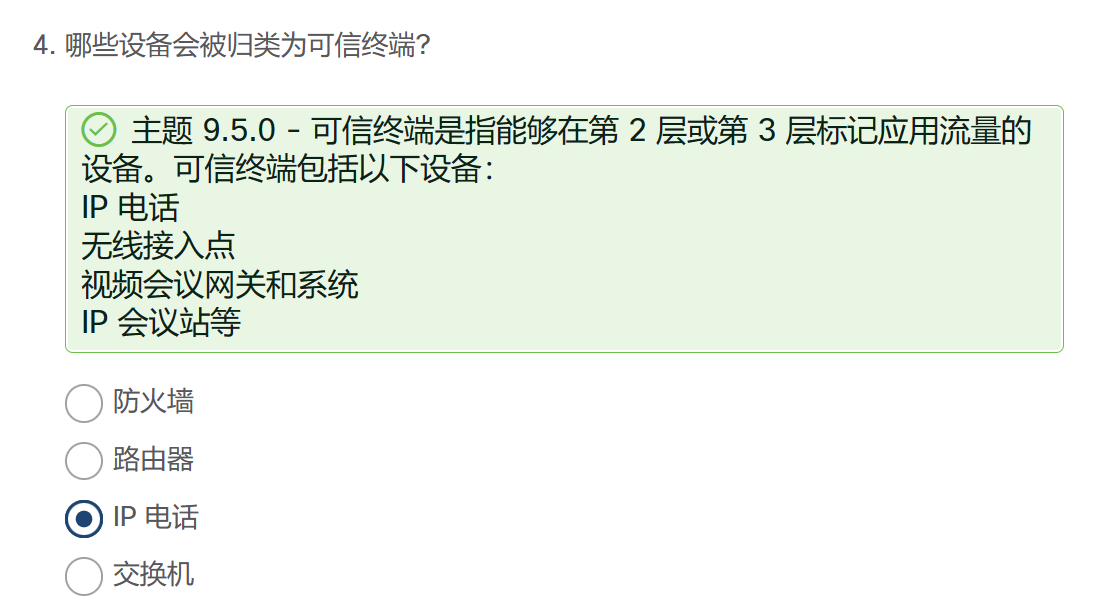 4. 哪些设备会被归类为可信终端?
主题 9.5.0 - 可信终端是指能够在第 2 层或第 3 层标记应用流量的
设备。可信终端包括以下设备：
IP 电话
无线接入点
视频会议网关和系统
IP 会议站等
防火墙
路由器
IP 电话
交换机